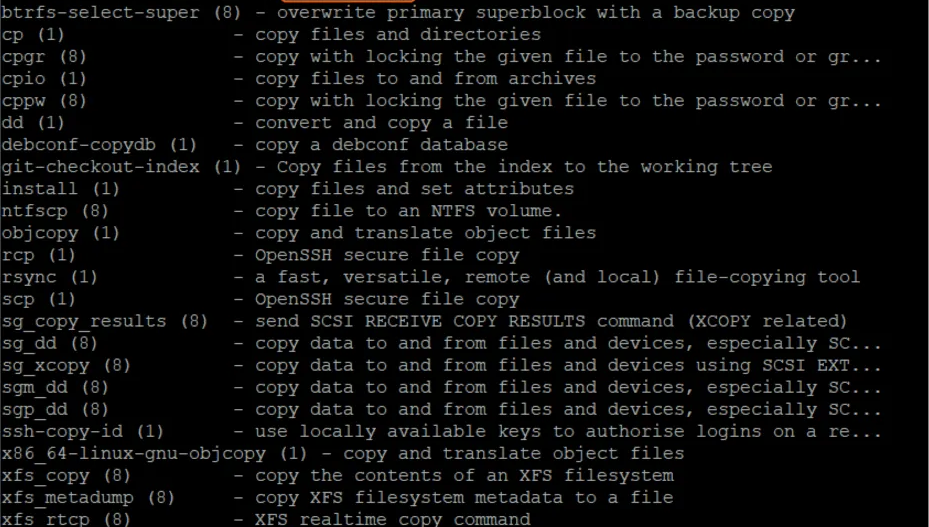 btrfs-select-super (8) - overwrite primary superblock with a backup copy
cp (1)               - copy files and directories
cpgr (8)             - copy with locking the given file to the password or gr...
cpio (1)             - copy files to and from archives
cppw (8)             - copy with locking the given file to the password or gr...
dd (1)               - convert and copy a file
debconf-copydb (1)   - copy a debconf database
git-checkout-index (1) - Copy files from the index to the working tree
install (1)          - copy files and set attributes
ntfscp (8)           - copy file to an NTFS volume.
objcopy (1)          - copy and translate object files
rcp (1)              - OpenSSH secure file copy
rsync (1)            - a fast, versatile, remote (and local) file-copying tool
scp (1)              - OpenSSH secure file copy
sg_copy_results (8)  - send SCSI RECEIVE COPY RESULTS command (XCOPY related)
sg_dd (8)            - copy data to and from files and devices, especially SC...
sg_xcopy (8)         - copy data to and from files and devices using SCSI EXT...
sgm_dd (8)           - copy data to and from files and devices, especially SC...
sgp_dd (8)           - copy data to and from files and devices, especially SC...
ssh-copy-id (1)      - use locally available keys to authorise logins on a re...
x86_64-linux-gnu-objcopy (1) - copy and translate object files
xfs_copy (8)         - copy the contents of an XFS filesystem
xfs_metadump (8)     - copy XFS filesystem metadata to a file
xfs_rtcp (8)         - XFS realtime copy command